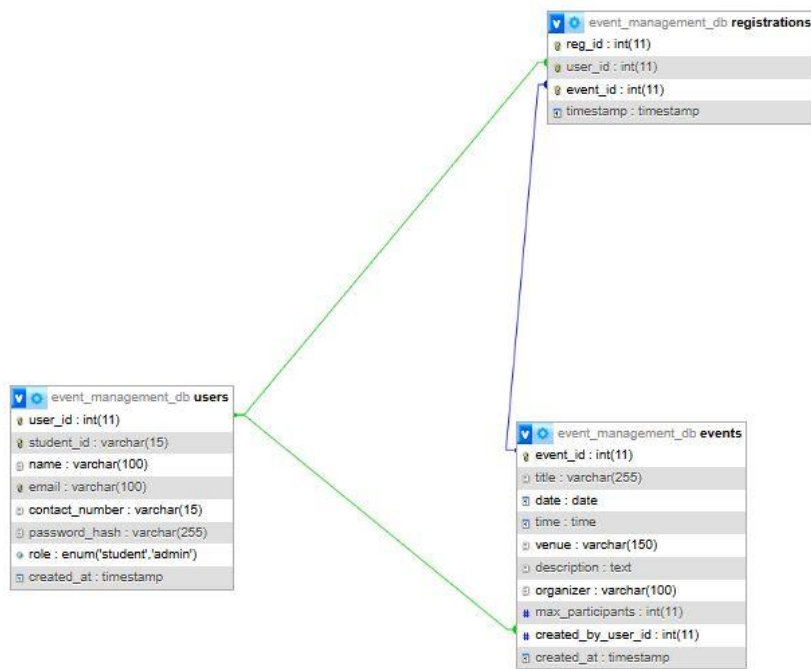 event_management_db registrations
reg_id : int(11)
user_id : int(11)
event_id : int(11)
timestamp : timestamp
v event_management_db users
user_id : int(11)
student_id : varchar(15)
name : varchar(100)
email : varchar(100)
contact_number : varchar(15)
password_hash : varchar(255)
role : enum('student','admin')
created_at : timestamp
v event_management_db events
event_id : int(11)
title : varchar(255)
date : date
time : time
venue : varchar(150)
description : text
organizer : varchar(100)
# max_participants : int(11)
# created_by_user_id : int(11)
created_at : timestamp